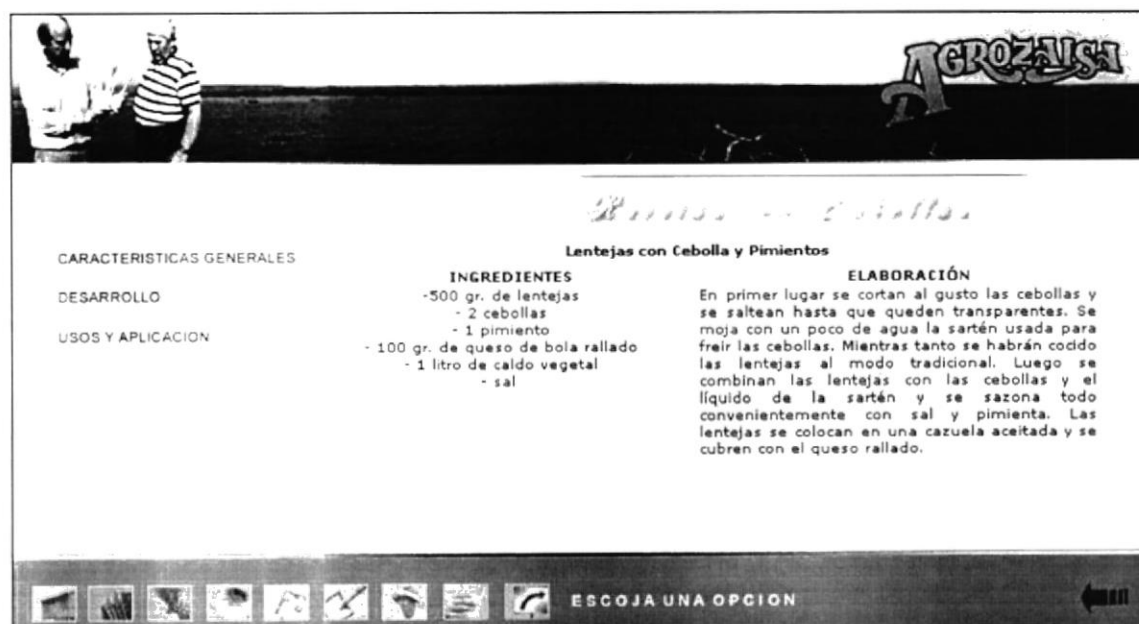 AGROZAISA
CARACTERISTICAS GENERALES
DESARROLLO
USOS Y APLICACION
Lentejas con Cebolla y Pimientos
INGREDIENTES
-500 gr. de lentejas
- 2 cebollas
- 1 pimiento
- 100 gr. de queso de bola rallado
- 1 litro de caldo vegetal
- sal
ELABORACIÓN
En primer lugar se cortan al gusto las cebollas y
se saltean hasta que queden transparentes. Se
moja con un poco de agua la sartén usada para
freir las cebollas. Mientras tanto se habrán cocido
las lentejas al modo tradicional. Luego se
combinan las lentejas con las cebollas y el
líquido de la sartén y se sazona todo
convenientemente con sal y pimienta. Las
lentejas se colocan en una cazuela aceitada y se
cubren con el queso rallado.
ESCOJA UNA OPCION